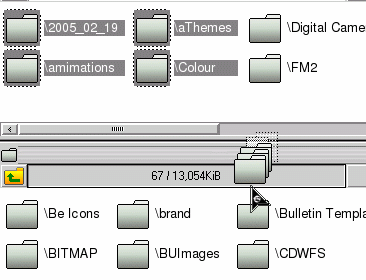 \2005_02_19 \aThemes \Digital Came
\amimations \Colour \FM2
67 / 13,054KiB
\Be Icons \brand \Bulletin Templa
\BITMAP \BUImages \CDWFS